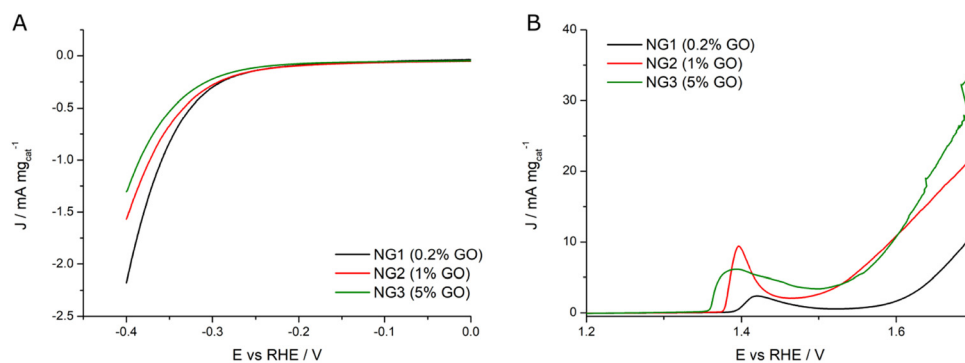 A
0.0
-0.5
-1.0
-1.5
-2.0
-2.5
J / mA mg_cat^-1
NG1 (0.2% GO)
NG2 (1% GO)
NG3 (5% GO)
-0.4
-0.3
-0.2
-0.1
0.0
E vs RHE / V
B
40
30
20
10
0
J / mA mg_cat^-1
NG1 (0.2% GO)
NG2 (1% GO)
NG3 (5% GO)
1.2
1.4
1.6
E vs RHE / V